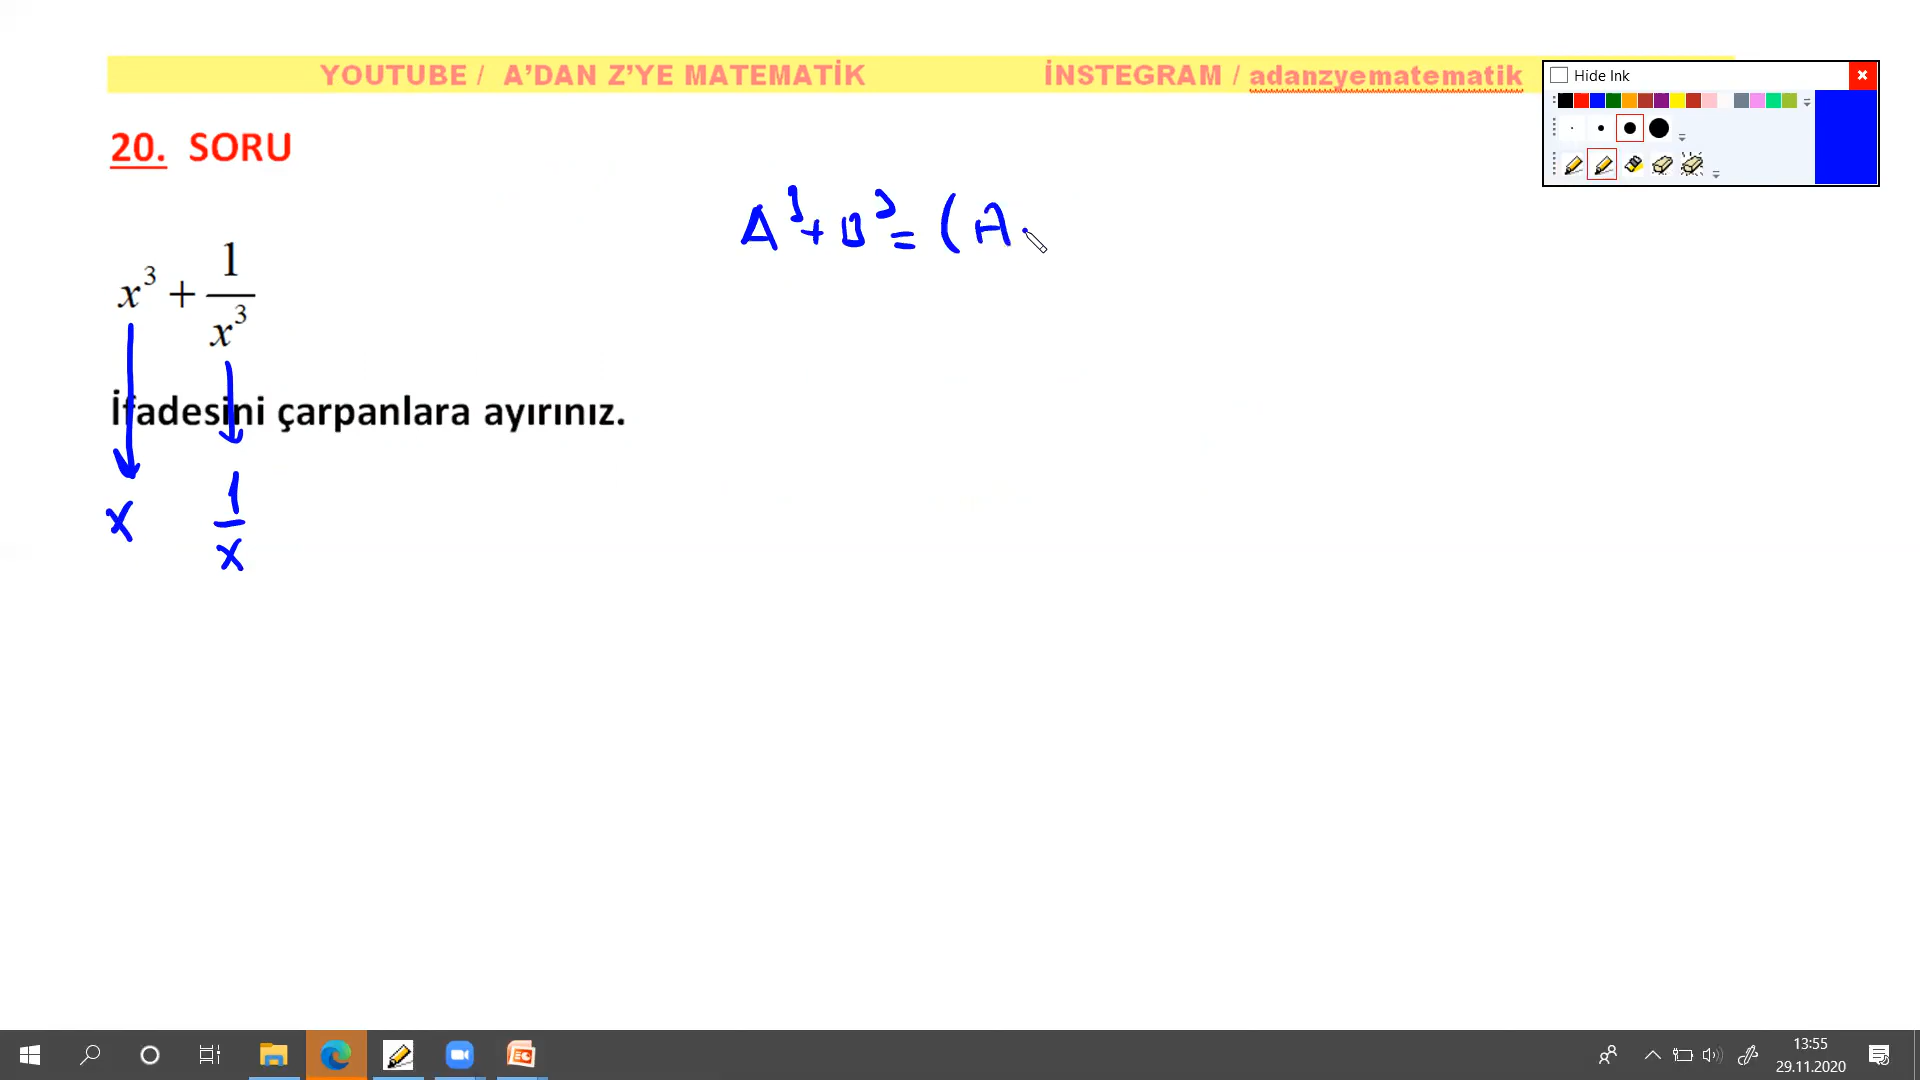 YOUTUBE / A'DAN Z'YE MATEMATİK İNSTEGRAM / adanzyematematik
Hide Ink
20. SORU
A³ + B³ = (A
x³ + 1/x³
İfadesini çarpanlara ayırınız.
x 1/x
13:55
29.11.2020